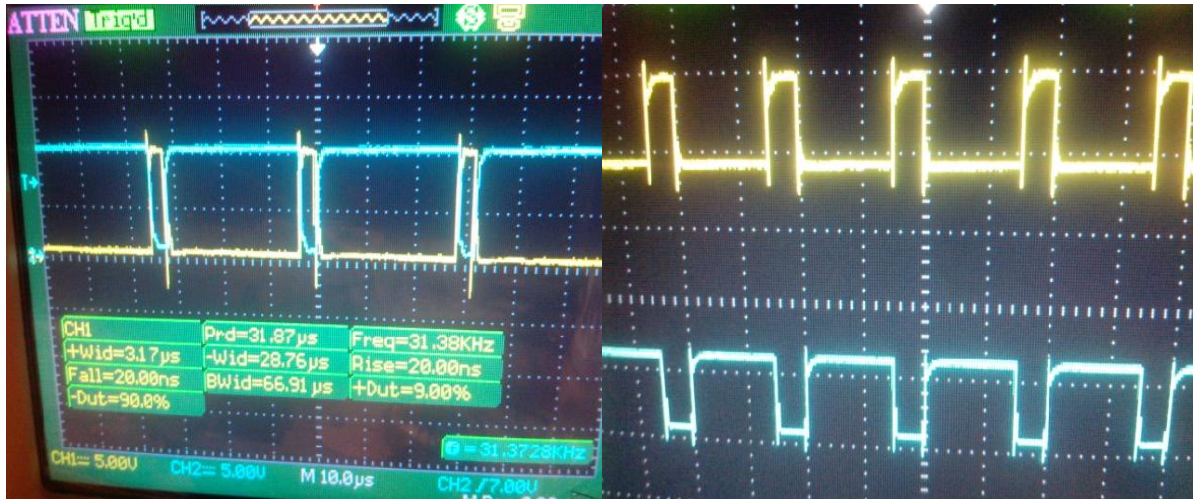 ATTEN Trig'd
CH1 Prd=31.87µs Freq=31.38KHz
+Wid=3.17µs -Wid=28.76µs Rise=20.00ns
Fall=20.00ns BWid=66.91µs +Dut=9.00%
-Dut=90.0%
=31.3728KHz
CH1 5.00V CH2 5.00V M 10.0µs CH2 /7.00V